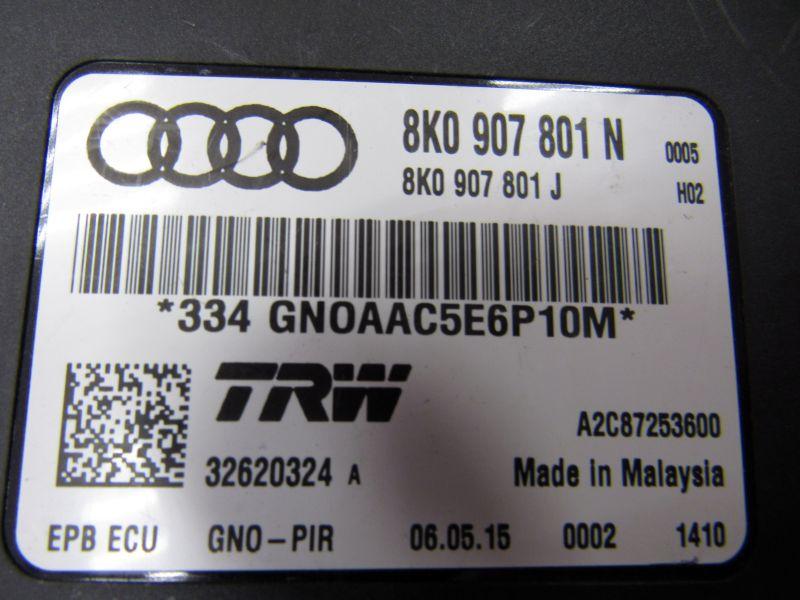 8K0 907 801 N 0005
8K0 907 801 J H02
*334 GNOAAC5E6P10M*
TRW
A2C87253600
32620324 A Made in Malaysia
EPB ECU GNO-PIR 06.05.15 0002 1410